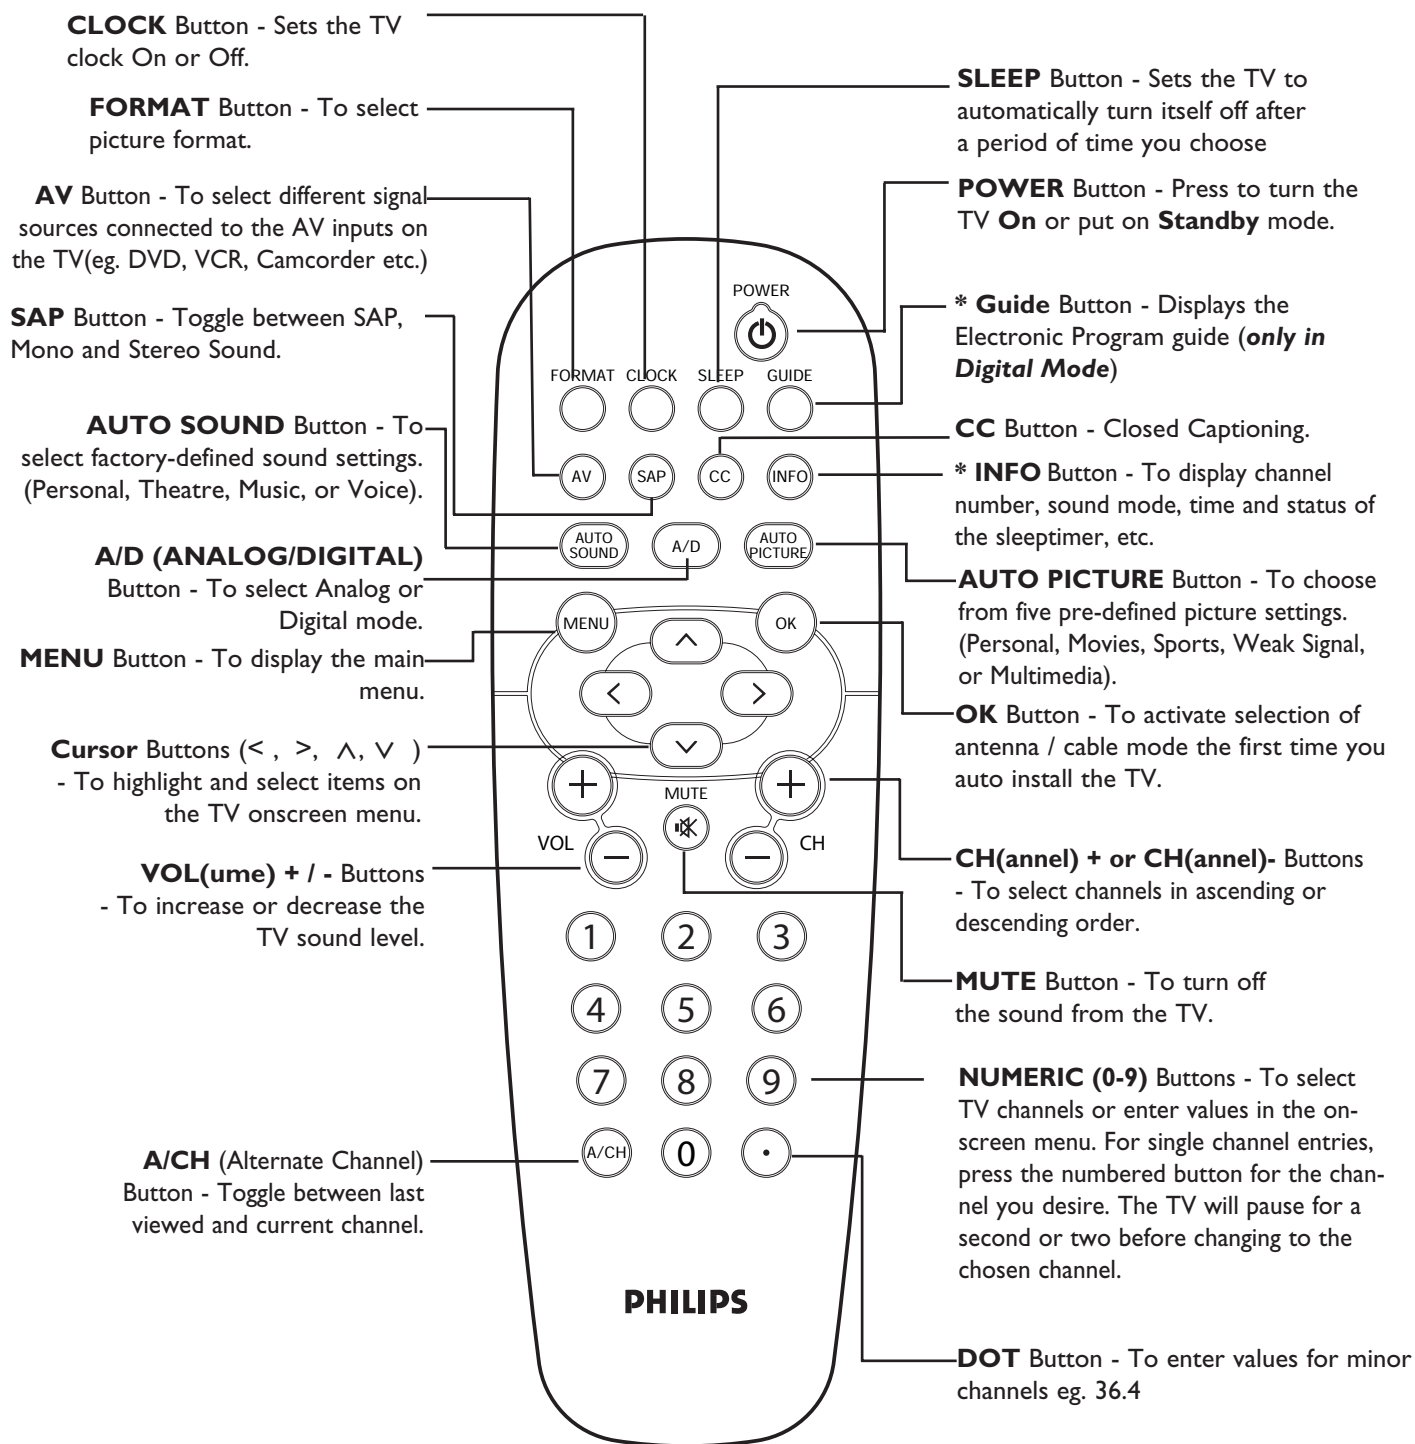 CLOCK Button - Sets the TV
clock On or Off.
FORMAT Button - To select
picture format.
AV Button - To select different signal
sources connected to the AV inputs on
the TV(eg. DVD, VCR, Camcorder etc.)
SAP Button - Toggle between SAP,
Mono and Stereo Sound.
AUTO SOUND Button - To
select factory-defined sound settings.
(Personal, Theatre, Music, or Voice).
A/D (ANALOG/DIGITAL)
Button - To select Analog or
Digital mode.
MENU Button - To display the main
menu.
Cursor Buttons (< , >, ∧, ∨ )
- To highlight and select items on
the TV onscreen menu.
VOL(ume) + / - Buttons
- To increase or decrease the
TV sound level.
A/CH (Alternate Channel)
Button - Toggle between last
viewed and current channel.
POWER
FORMAT CLOCK SLEEP GUIDE
AV SAP CC INFO
AUTO
SOUND
A/D
AUTO
PICTURE
MENU
OK
∧
< >
∨
+ MUTE +
VOL CH
− −
1 2 3
4 5 6
7 8 9
A/CH 0 •
PHILIPS
SLEEP Button - Sets the TV to
automatically turn itself off after
a period of time you choose
POWER Button - Press to turn the
TV On or put on Standby mode.
* Guide Button - Displays the
Electronic Program guide (only in
Digital Mode)
CC Button - Closed Captioning.
* INFO Button - To display channel
number, sound mode, time and status of
the sleeptimer, etc.
AUTO PICTURE Button - To choose
from five pre-defined picture settings.
(Personal, Movies, Sports, Weak Signal,
or Multimedia).
OK Button - To activate selection of
antenna / cable mode the first time you
auto install the TV.
CH(annel) + or CH(annel)- Buttons
- To select channels in ascending or
descending order.
MUTE Button - To turn off
the sound from the TV.
NUMERIC (0-9) Buttons - To select
TV channels or enter values in the on-
screen menu. For single channel entries,
press the numbered button for the chan-
nel you desire. The TV will pause for a
second or two before changing to the
chosen channel.
DOT Button - To enter values for minor
channels eg. 36.4